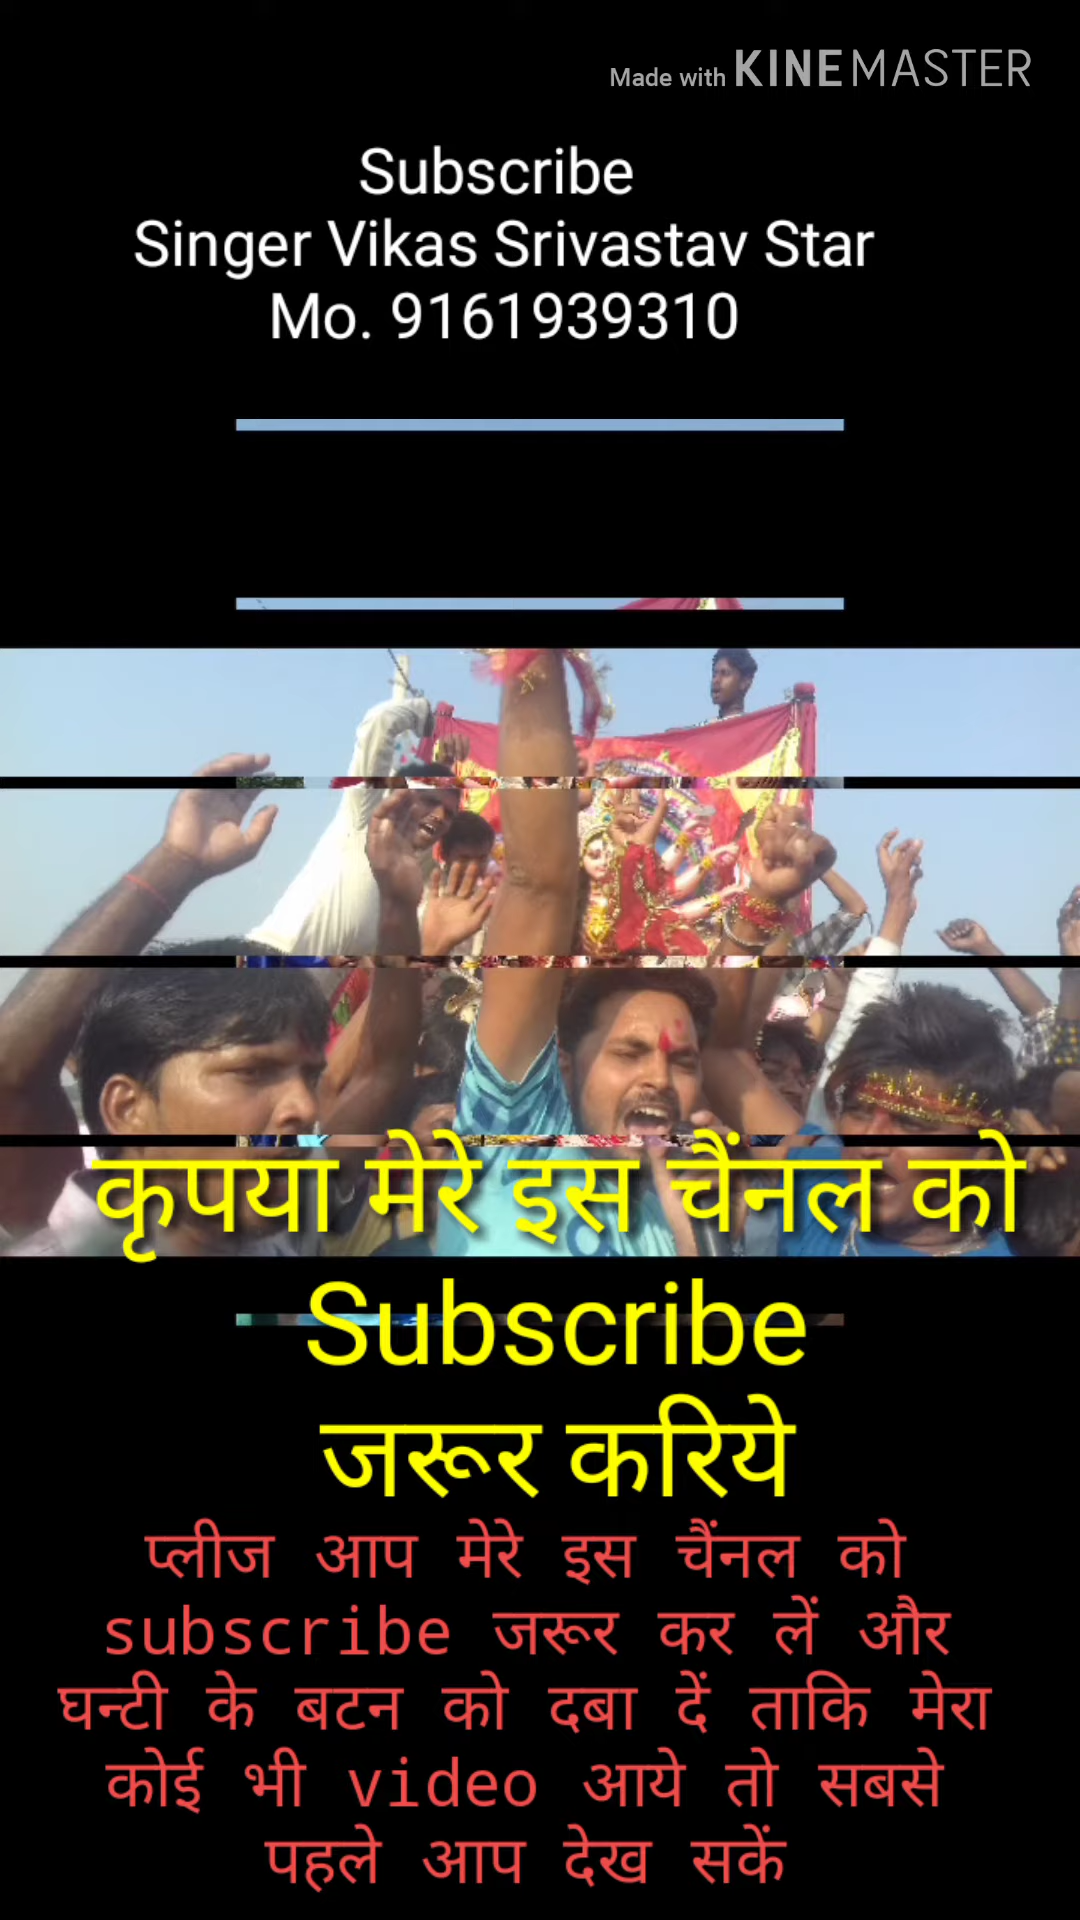 Made with KINEMASTER
Subscribe
Singer Vikas Srivastav Star
Mo. 9161939310
कृपया मेरे इस चैंनल को
Subscribe
जरूर करिये
प्लीज आप मेरे इस चैंनल को
subscribe जरूर कर लें और
घन्टी के बटन को दबा दें ताकि मेरा
कोई भी video आये तो सबसे
पहले आप देख सकें